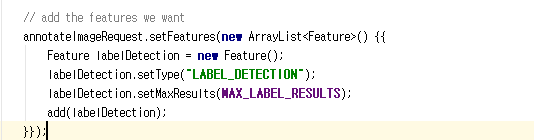 // add the features we want
annotateImageRequest.setFeatures(new ArrayList<Feature>() {{
    Feature labelDetection = new Feature();
    labelDetection.setType("LABEL_DETECTION");
    labelDetection.setMaxResults(MAX_LABEL_RESULTS);
    add(labelDetection);
}});